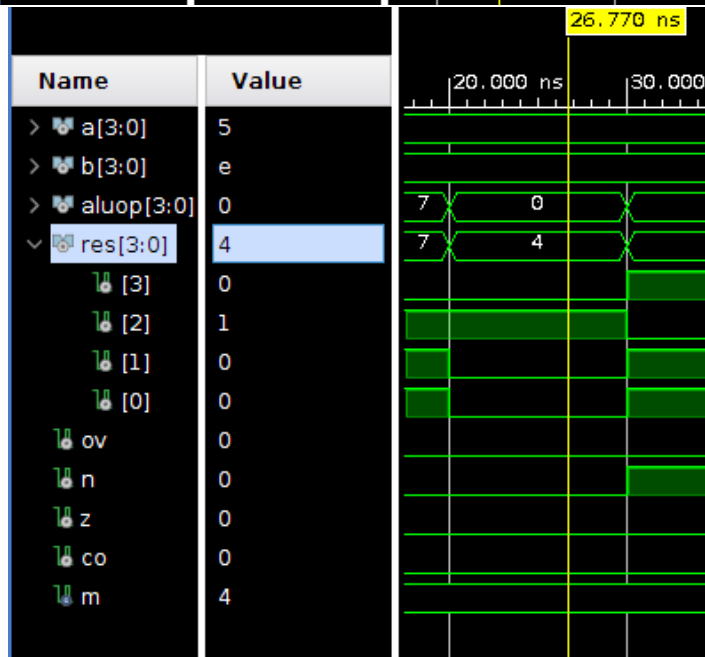 26.770 ns
Name Value 20.000 ns 30.000
a[3:0] 5
b[3:0] e
aluop[3:0] 0 7 0
res[3:0] 4 7 4
[3] 0
[2] 1
[1] 0
[0] 0
ov 0
n 0
z 0
co 0
m 4